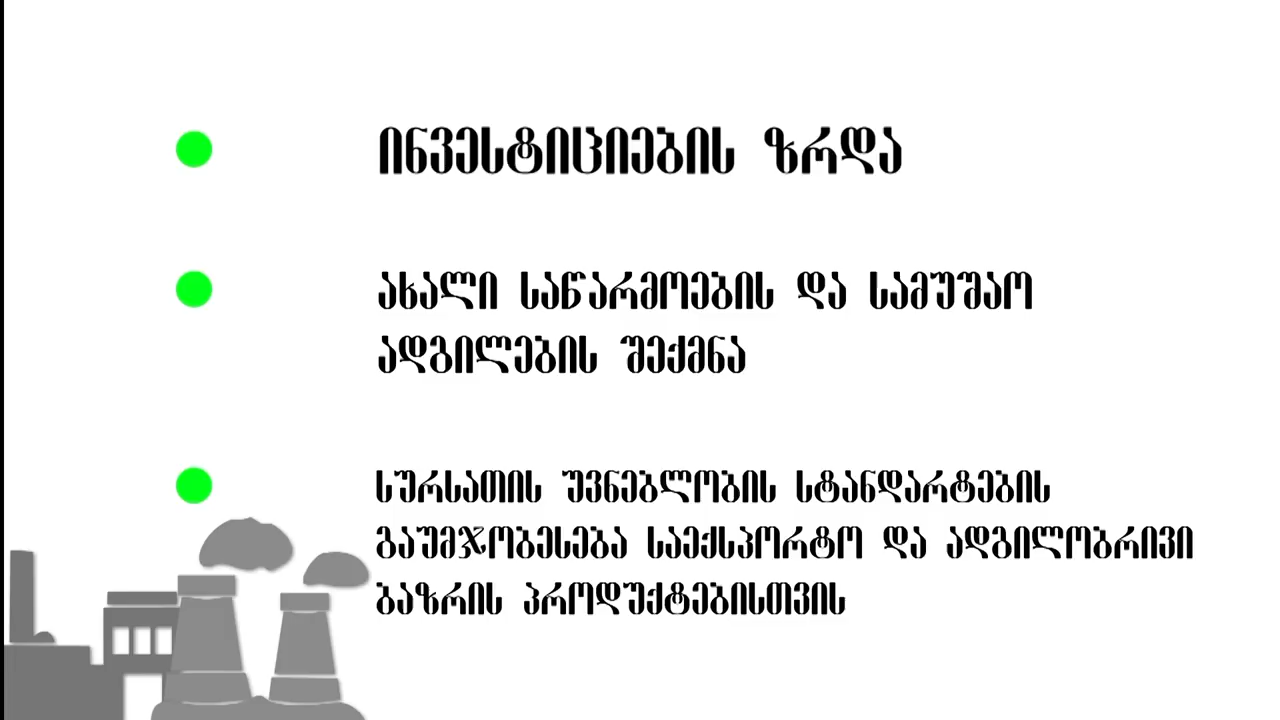 ინვესტიციების ზრდა
ახალი საწარმოების და სამუშაო
ადგილების შექმნა
სურსათის უვნებლობის სტანდარტების
გაუმჯობესება საექსპორტო და ადგილობრივი
ბაზრის პროდუქტებისთვის